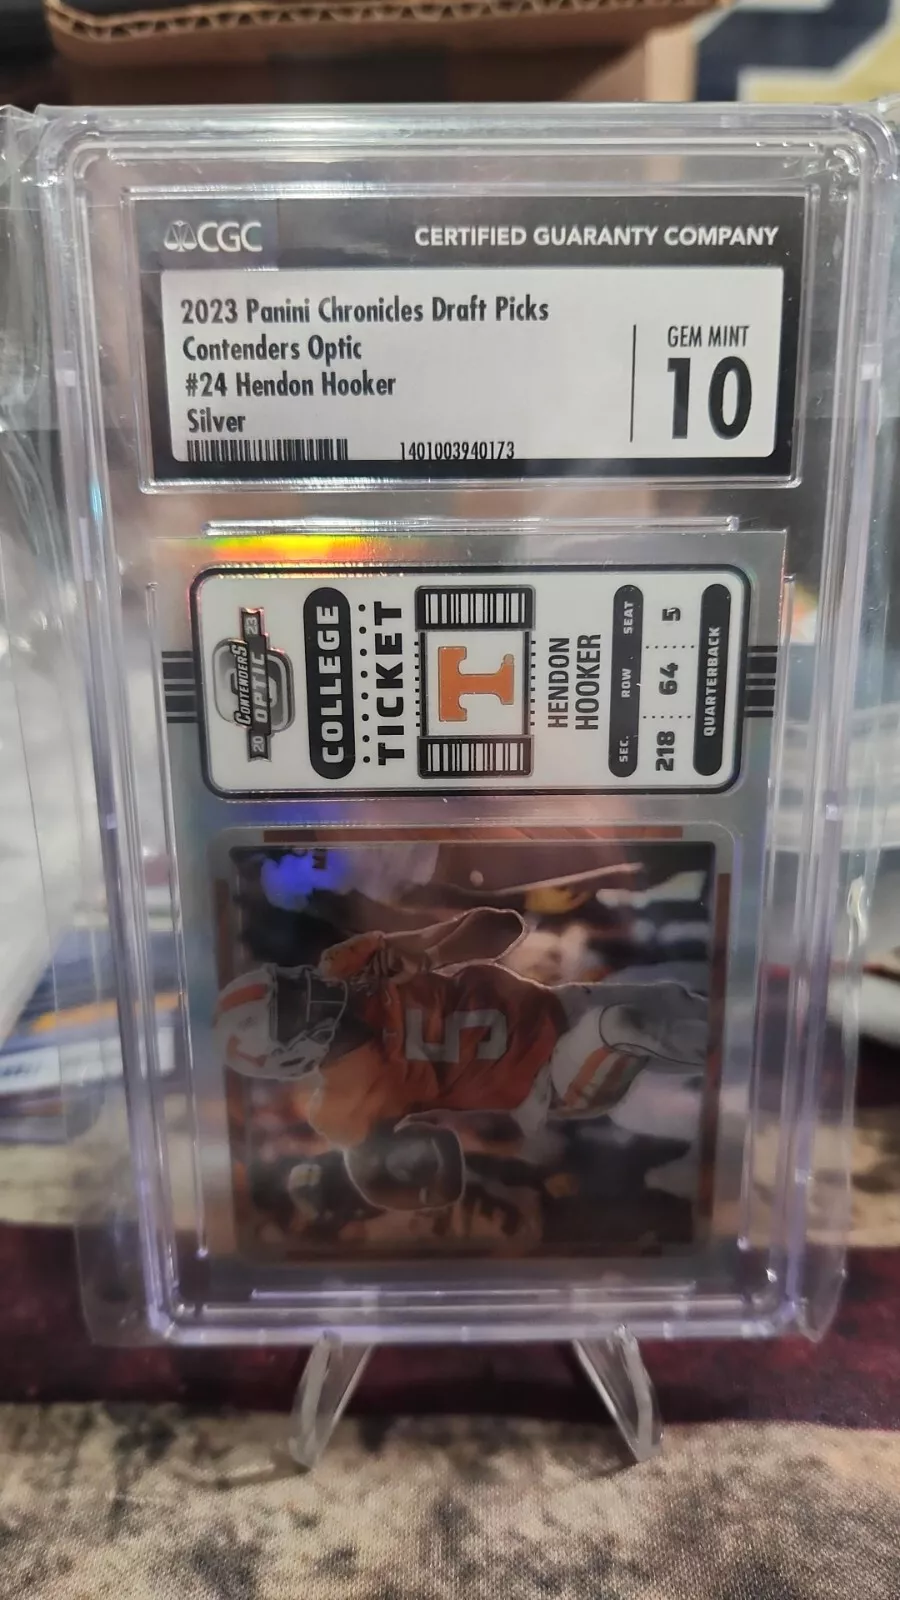 CGC
CERTIFIED GUARANTY COMPANY
2023 Panini Chronicles Draft Picks
Contenders Optic
#24 Hendon Hooker
Silver
GEM MINT
10
1401003940173
20 CONTENDERS 23
OPTIC
COLLEGE
TICKET
T
HENDON
HOOKER
SEC. ROW SEAT
218 64 5
QUARTERBACK
5